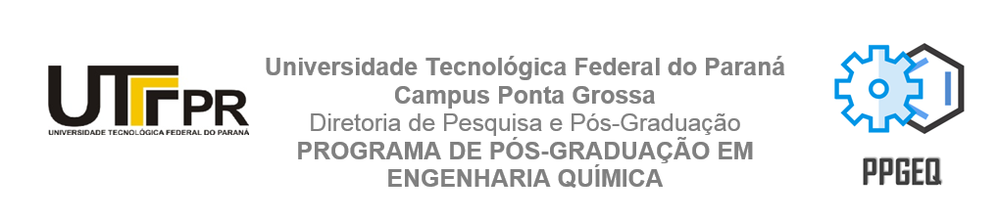 UTFPR
UNIVERSIDADE TECNOLÓGICA FEDERAL DO PARANÁ
Universidade Tecnológica Federal do Paraná
Campus Ponta Grossa
Diretoria de Pesquisa e Pós-Graduação
PROGRAMA DE PÓS-GRADUAÇÃO EM
ENGENHARIA QUÍMICA
PPGEQ